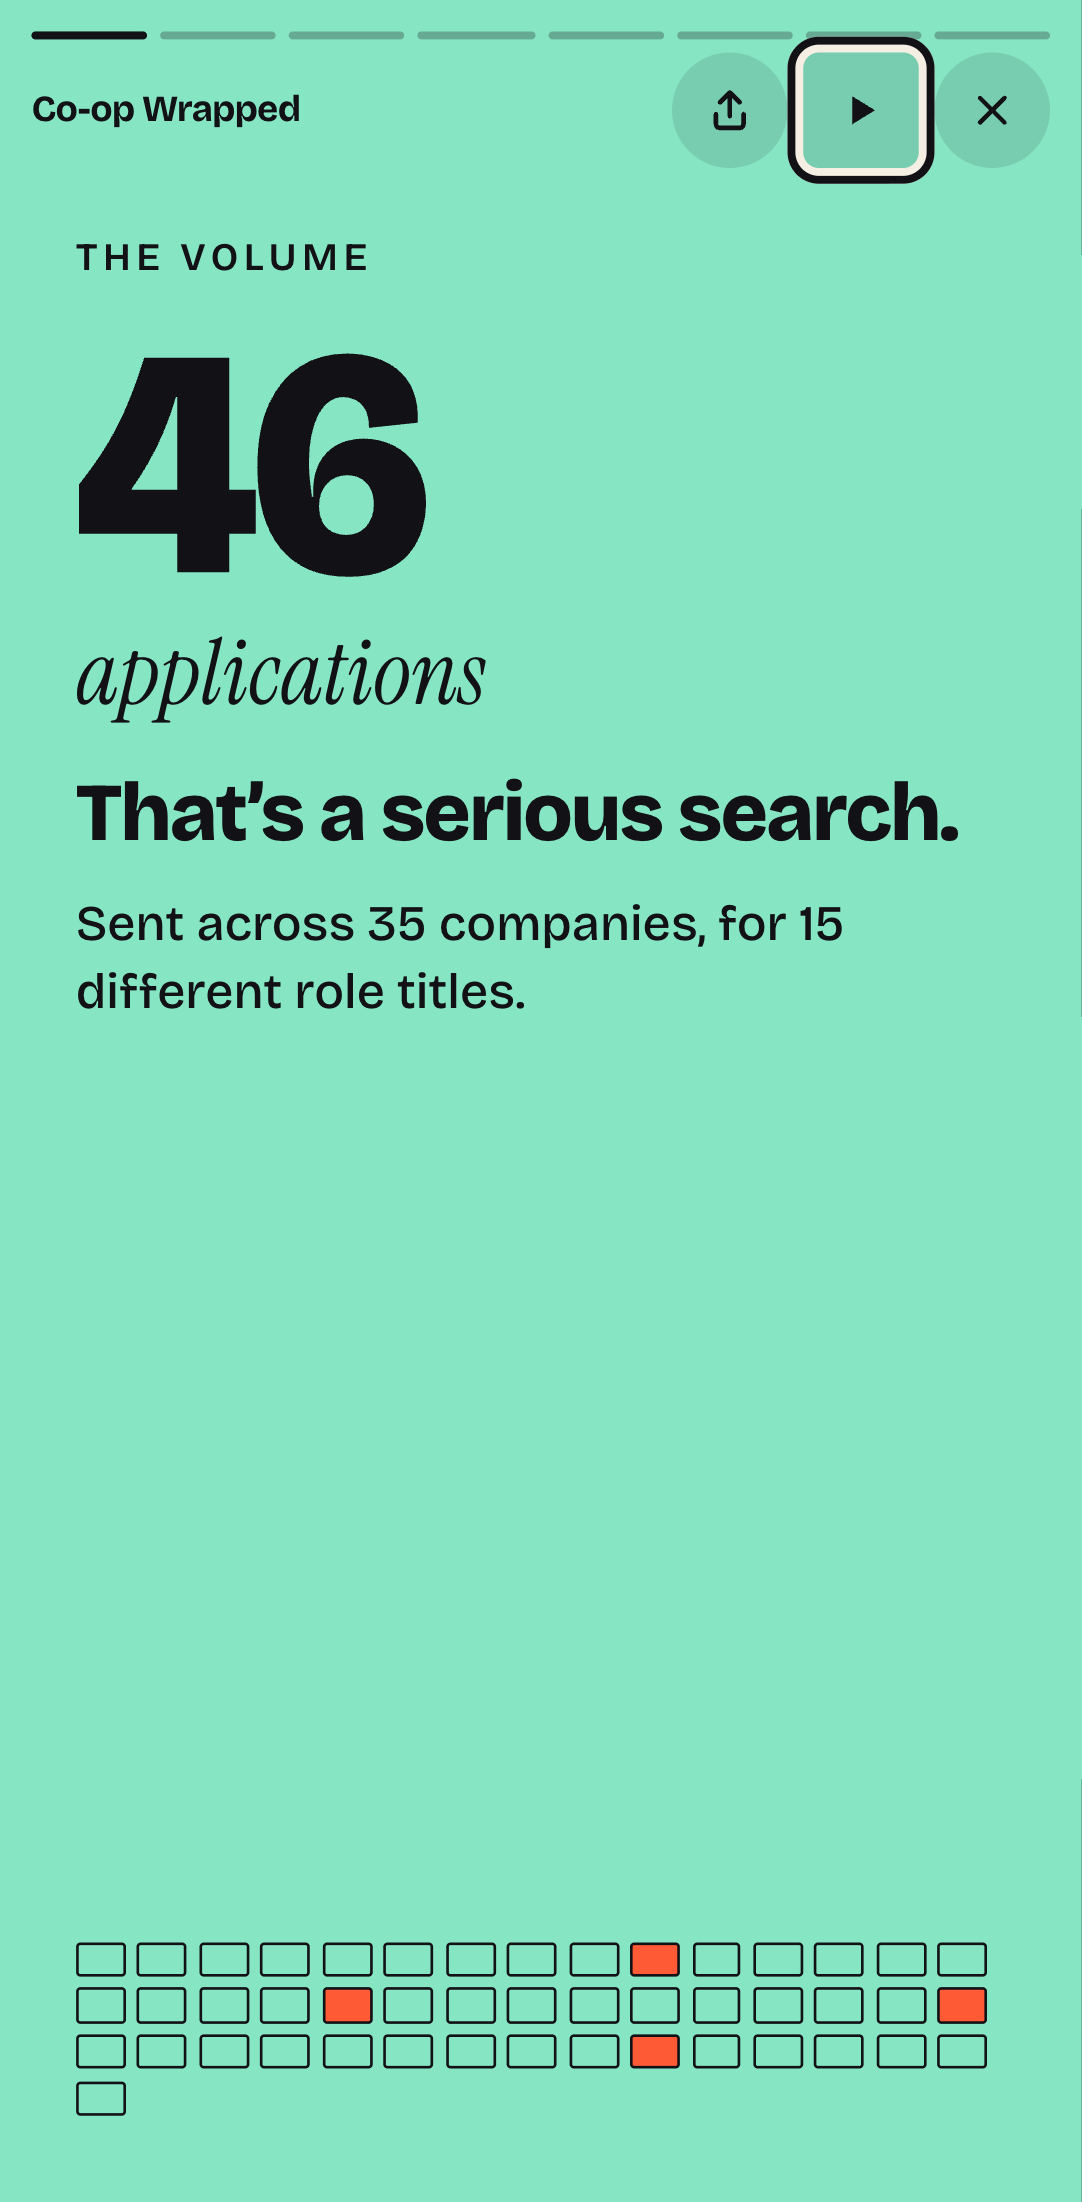 Co-op Wrapped
THE VOLUME
46
applications
That’s a serious search.
Sent across 35 companies, for 15
different role titles.